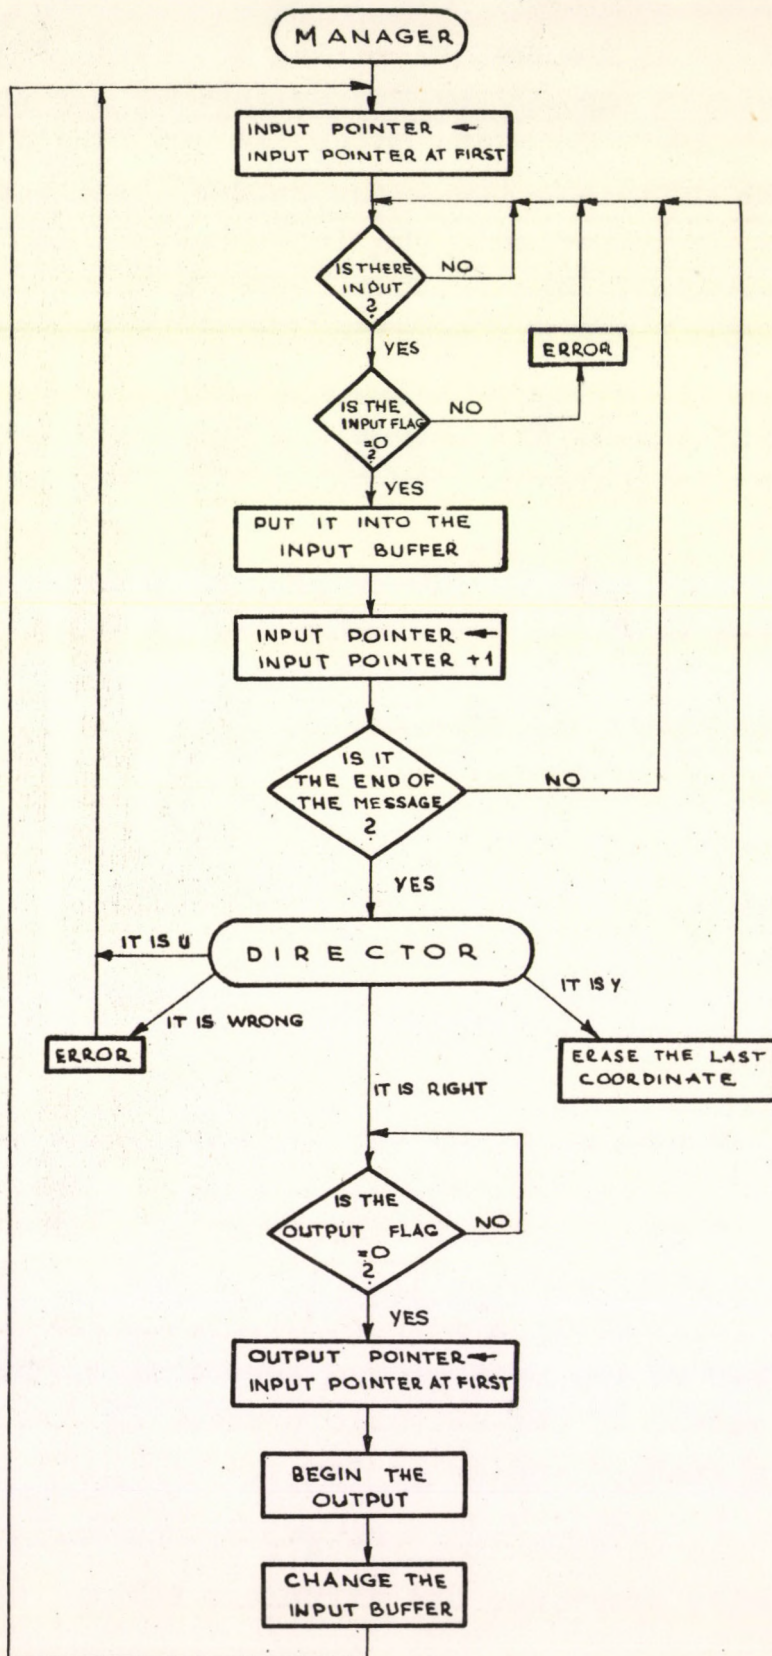 MANAGER
INPUT POINTER ←
INPUT POINTER AT FIRST
IS THERE
INPUT
?
NO
YES
ERROR
IS THE
INPUT FLAG
=0
?
NO
YES
PUT IT INTO THE
INPUT BUFFER
INPUT POINTER ←
INPUT POINTER +1
IS IT
THE END OF
THE MESSAGE
?
NO
YES
DIRECTOR
IT IS U
IT IS WRONG
IT IS Y
ERROR
ERASE THE LAST
COORDINATE
IT IS RIGHT
IS THE
OUTPUT FLAG
=0
?
NO
YES
OUTPUT POINTER ←
INPUT POINTER AT FIRST
BEGIN THE
OUTPUT
CHANGE THE
INPUT BUFFER